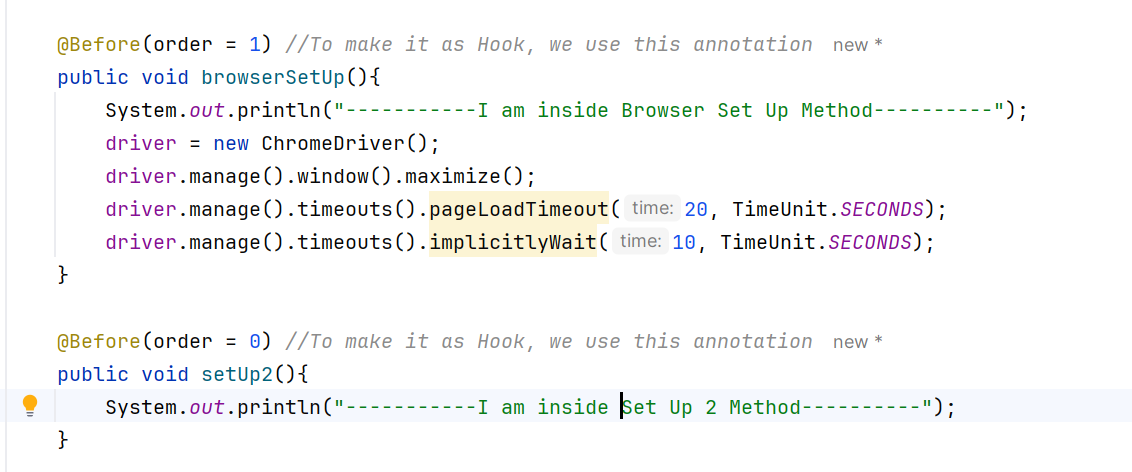 @Before(order = 1) //To make it as Hook, we use this annotation new *
public void browserSetUp(){
System.out.println("-----------I am inside Browser Set Up Method----------");
driver = new ChromeDriver();
driver.manage().window().maximize();
driver.manage().timeouts().pageLoadTimeout( time: 20, TimeUnit.SECONDS);
driver.manage().timeouts().implicitlyWait( time: 10, TimeUnit.SECONDS);
}
@Before(order = 0) //To make it as Hook, we use this annotation new *
public void setUp2(){
System.out.println("-----------I am inside Set Up 2 Method----------");
}